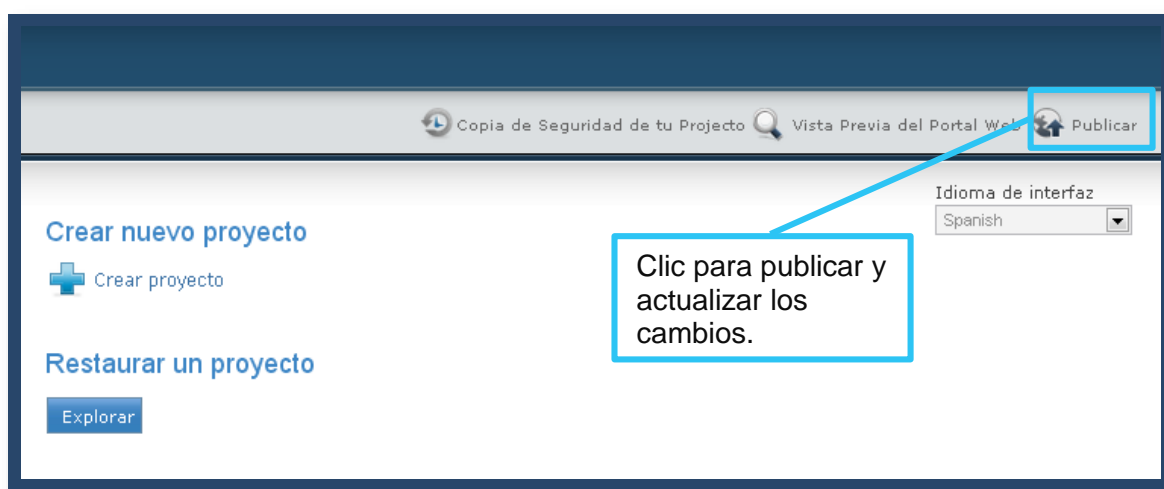 Copia de Seguridad de tu Projecto
Vista Previa del Portal Web
Publicar
Idioma de interfaz
Spanish
Crear nuevo proyecto
Crear proyecto
Clic para publicar y
actualizar los
cambios.
Restaurar un proyecto
Explorar